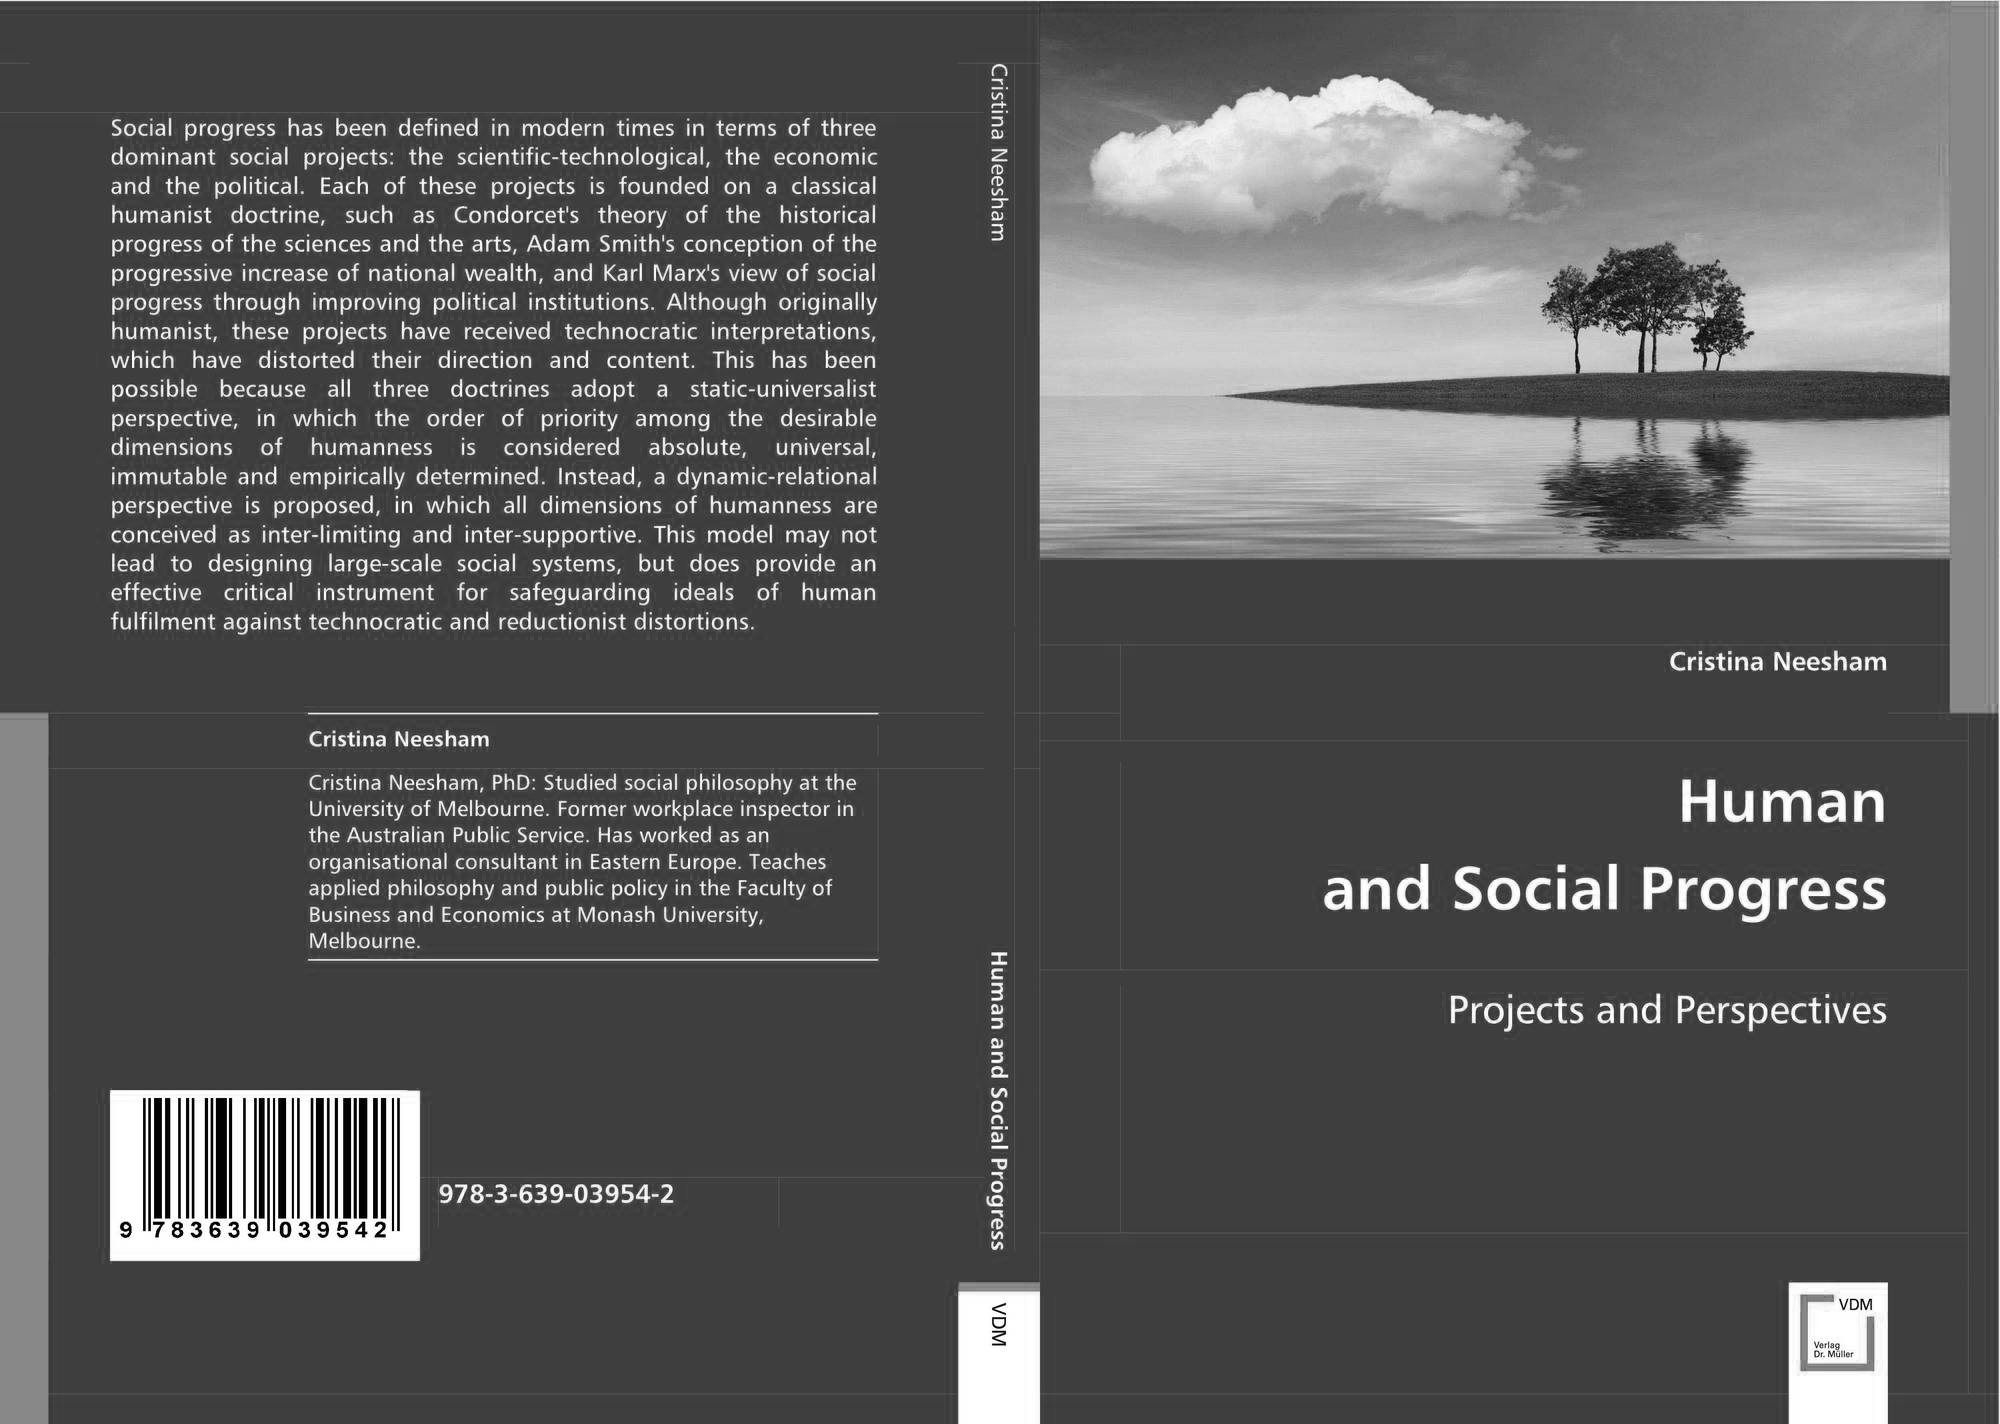 Social progress has been defined in modern times in terms of three
dominant social projects: the scientific-technological, the economic
and the political. Each of these projects is founded on a classical
humanist doctrine, such as Condorcet's theory of the historical
progress of the sciences and the arts, Adam Smith's conception of the
progressive increase of national wealth, and Karl Marx's view of social
progress through improving political institutions. Although originally
humanist, these projects have received technocratic interpretations,
which have distorted their direction and content. This has been
possible because all three doctrines adopt a static-universalist
perspective, in which the order of priority among the desirable
dimensions of humanness is considered absolute, universal,
immutable and empirically determined. Instead, a dynamic-relational
perspective is proposed, in which all dimensions of humanness are
conceived as inter-limiting and inter-supportive. This model may not
lead to designing large-scale social systems, but does provide an
effective critical instrument for safeguarding ideals of human
fulfilment against technocratic and reductionist distortions.
Cristina Neesham
Cristina Neesham, PhD: Studied social philosophy at the
University of Melbourne. Former workplace inspector in
the Australian Public Service. Has worked as an
organisational consultant in Eastern Europe. Teaches
applied philosophy and public policy in the Faculty of
Business and Economics at Monash University,
Melbourne.
9 783639 039542
978-3-639-03954-2
Cristina Neesham
Human and Social Progress
VDM
Cristina Neesham
Human
and Social Progress
Projects and Perspectives
VDM
Verlag
Dr. Müller